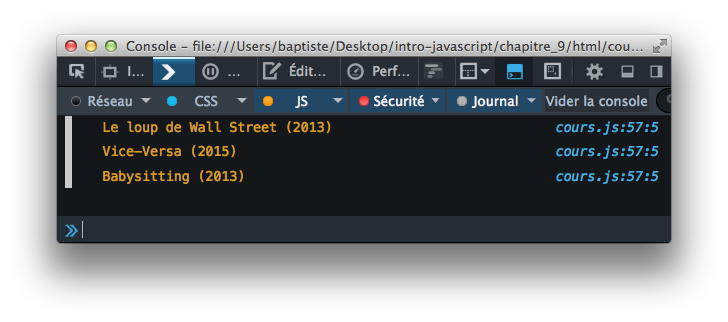 Console - file:///Users/baptiste/Desktop/intro-javascript/chapitre_9/html/cou...
I... ... Édit... Perf...
Réseau CSS JS Sécurité Journal Vider la console
Le loup de Wall Street (2013) cours.js:57:5
Vice-Versa (2015) cours.js:57:5
Babysitting (2013) cours.js:57:5